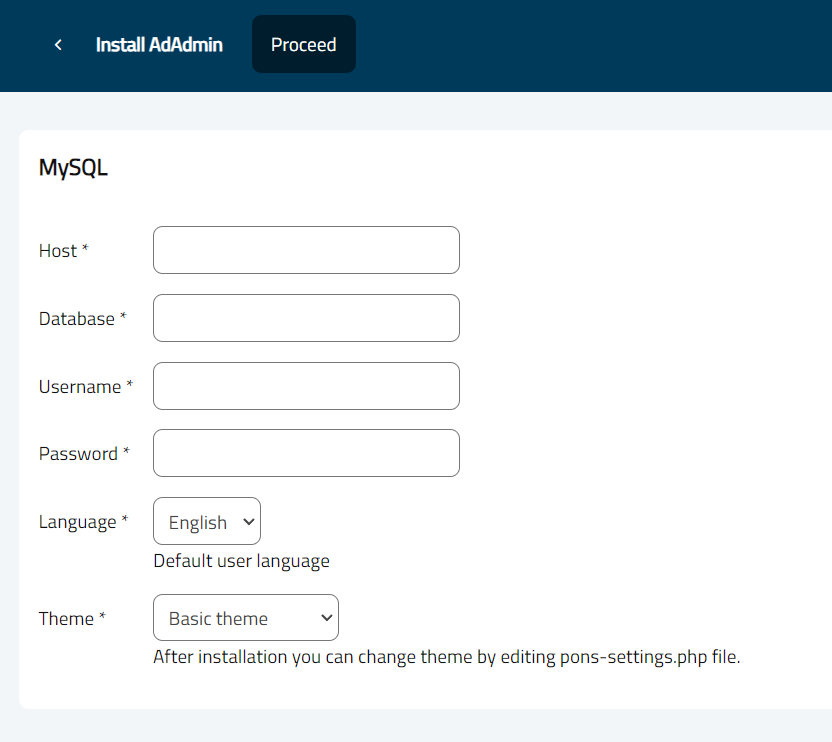 Install AdAdmin
Proceed
MySQL
Host *
Database *
Username *
Password *
Language *
English
Default user language
Theme *
Basic theme
After installation you can change theme by editing pons-settings.php file.